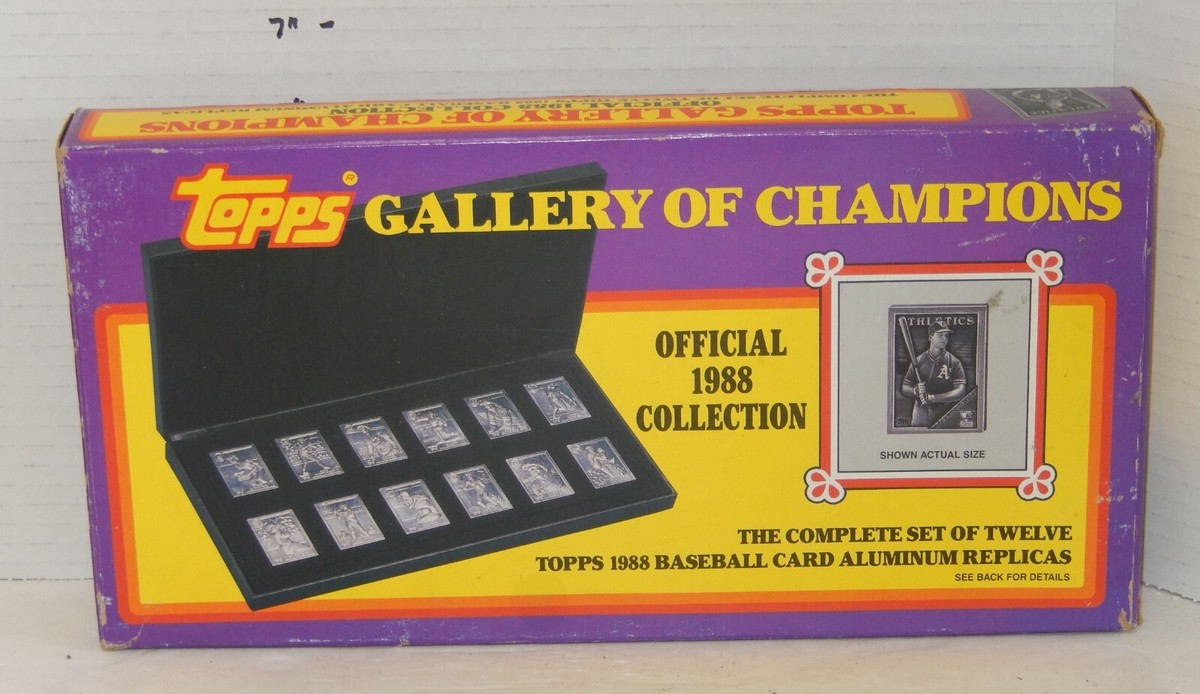 7" -
TOPPS GALLERY OF CHAMPIONS
OFFICIAL 1988 COLLECTION
TOPPS® GALLERY OF CHAMPIONS
OFFICIAL
1988
COLLECTION
ATHLETICS
A
SHOWN ACTUAL SIZE
THE COMPLETE SET OF TWELVE
TOPPS 1988 BASEBALL CARD ALUMINUM REPLICAS
SEE BACK FOR DETAILS